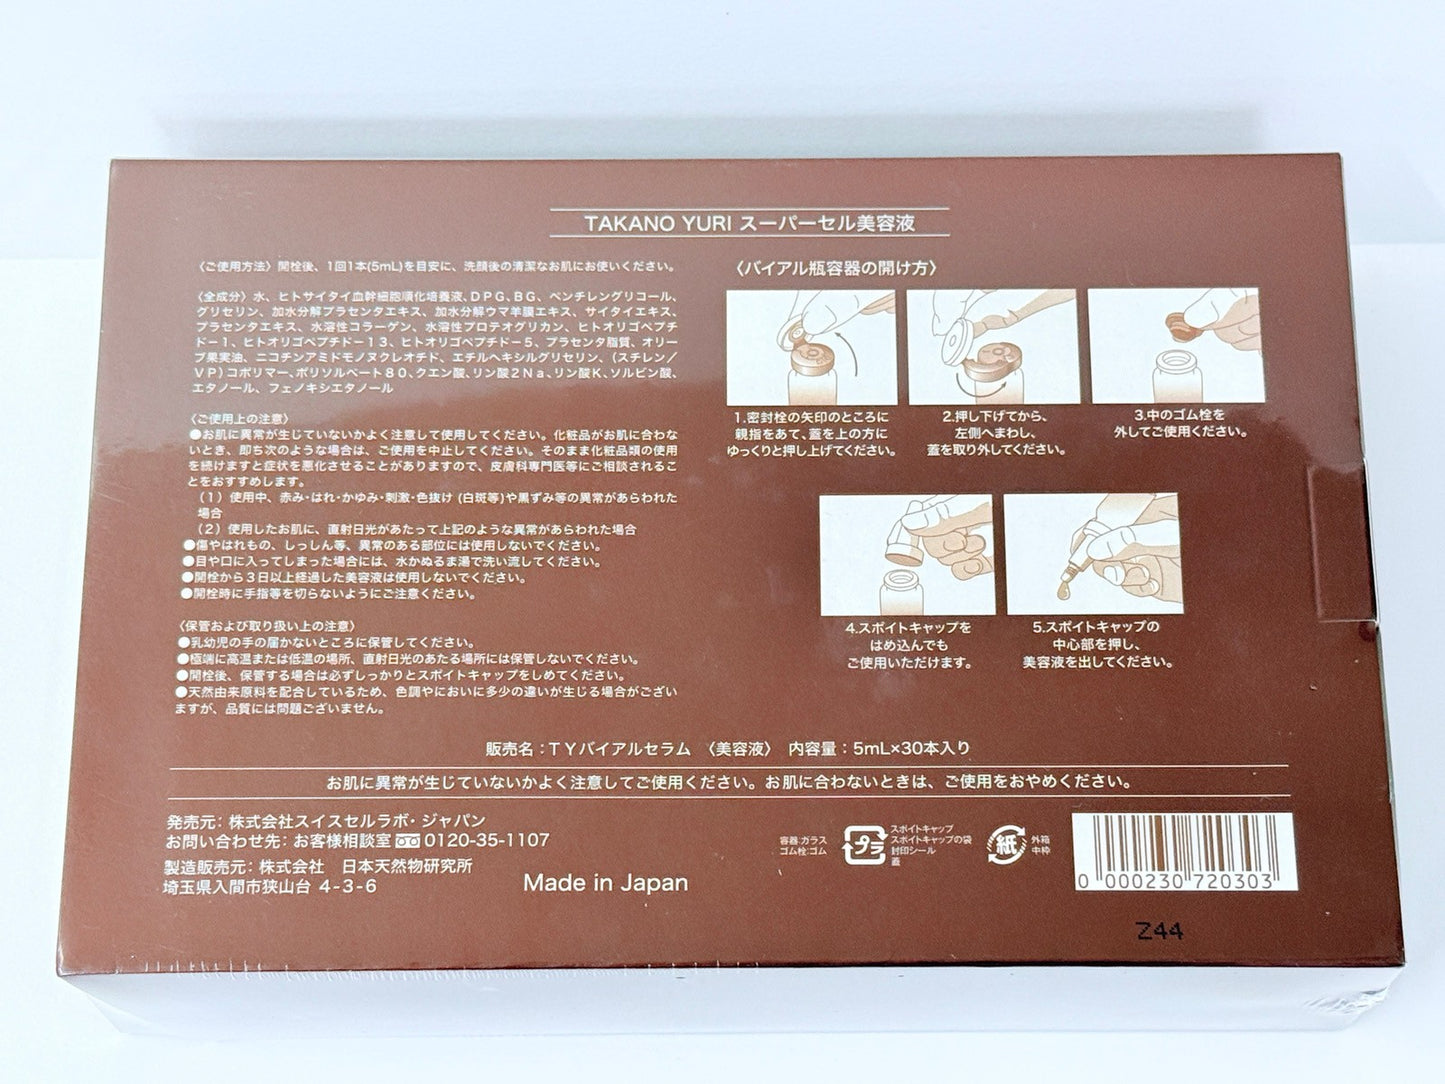 TAKANO YURI スーパーセル美容液
〈ご使用方法〉開栓後、1回1本(5mL)を目安に、洗顔後の清潔なお肌にお使いください。
〈全成分〉水、ヒトサイタイ血幹細胞順化培養液、DPG、BG、ペンチレングリコール、
グリセリン、加水分解プラセンタエキス、加水分解ウマ羊膜エキス、サイタイエキス、
プラセンタエキス、水溶性コラーゲン、水溶性プロテオグリカン、ヒトオリゴペプチ
ド－1、ヒトオリゴペプチド－13、ヒトオリゴペプチド－5、プラセンタ脂質、オリー
ブ果実油、ニコチンアミドモノヌクレオチド、エチルヘキシルグリセリン、(スチレン／
VP)コポリマー、ポリソルベート80、クエン酸、リン酸2Na、リン酸K、ソルビン酸、
エタノール、フェノキシエタノール
〈ご使用上の注意〉
●お肌に異常が生じていないかよく注意して使用してください。化粧品がお肌に合わな
いとき、即ち次のような場合は、ご使用を中止してください。そのまま化粧品類の使用
を続けますと症状を悪化させることがありますので、皮膚科専門医等にご相談されるこ
とをおすすめします。
(1)使用中、赤み・はれ・かゆみ・刺激・色抜け(白斑等)や黒ずみ等の異常があらわれた
場合
(2)使用したお肌に、直射日光があたって上記のような異常があらわれた場合
●傷やはれもの、しっしん等、異常のある部位には使用しないでください。
●目や口に入ってしまった場合には、水かぬるま湯で洗い流してください。
●開栓から3日以上経過した美容液は使用しないでください。
●開栓時に手指等を切らないようにご注意ください。
〈保管および取り扱い上の注意〉
●乳幼児の手の届かないところに保管してください。
●極端に高温または低温の場所、直射日光のあたる場所には保管しないでください。
●開栓後、保管する場合は必ずしっかりとスポイトキャップをしめてください。
●天然由来原料を配合しているため、色調やにおいに多少の違いが生じる場合がござい
ますが、品質には問題ございません。
〈バイアル瓶容器の開け方〉
1.密封栓の矢印のところに
親指をあて、蓋を上の方に
ゆっくりと押し上げてください。
2.押し下げてから、
左側へまわし、
蓋を取り外してください。
3.中のゴム栓を
外してご使用ください。
4.スポイトキャップを
はめ込んでも
ご使用いただけます。
5.スポイトキャップの
中心部を押し、
美容液を出してください。
販売名：TYバイアルセラム 〈美容液〉 内容量：5mL×30本入り
お肌に異常が生じていないかよく注意してご使用ください。お肌に合わないときは、ご使用をおやめください。
発売元：株式会社スイスセルラボ・ジャパン
お問い合わせ先：お客様相談室 0120-35-1107
製造販売元：株式会社 日本天然物研究所
埼玉県入間市狭山台 4-3-6
Made in Japan
容器：ガラス
ゴム栓：ゴム
プラ
スポイトキャップ
スポイトキャップの袋
封印シール
蓋
紙
外箱
中枠
0 000230 720303
Z44